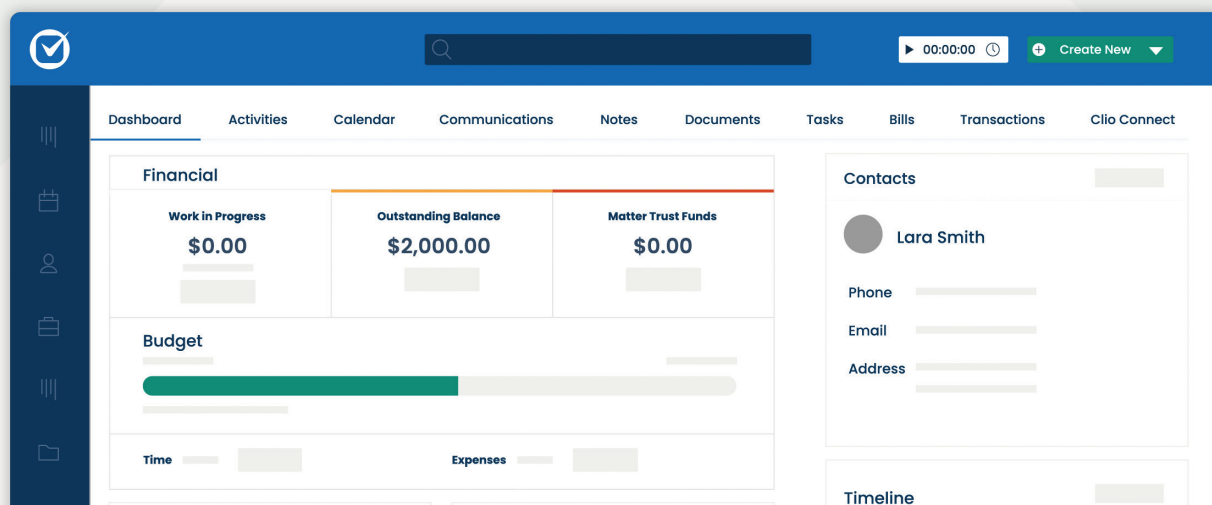 00:00:00
Create New
Dashboard Activities Calendar Communications Notes Documents Tasks Bills Transactions Clio Connect
Financial
Work in Progress
$0.00
Outstanding Balance
$2,000.00
Matter Trust Funds
$0.00
Budget
Time
Expenses
Contacts
Lara Smith
Phone
Email
Address
Timeline